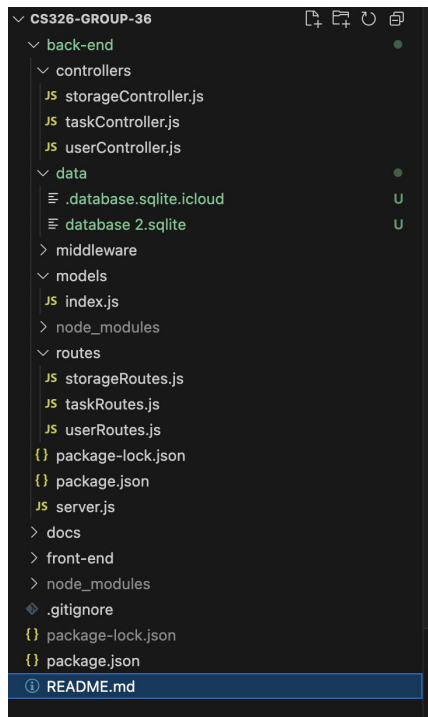 CS326-GROUP-36
back-end
controllers
JS storageController.js
JS taskController.js
JS userController.js
data
.database.sqlite.icloud U
database 2.sqlite U
middleware
models
JS index.js
node_modules
routes
JS storageRoutes.js
JS taskRoutes.js
JS userRoutes.js
{} package-lock.json
{} package.json
JS server.js
docs
front-end
node_modules
.gitignore
{} package-lock.json
{} package.json
README.md